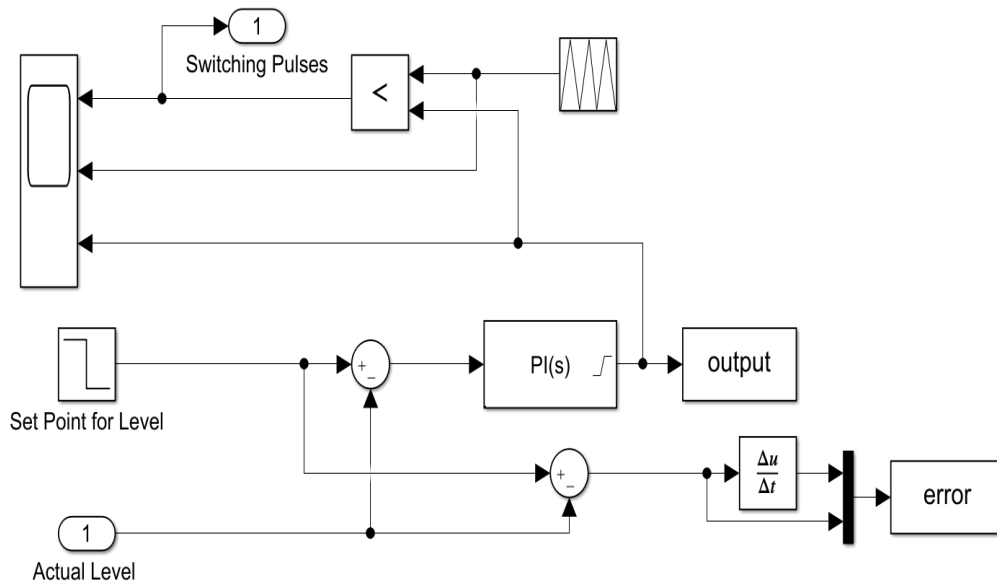 1
Switching Pulses
<
+
−
PI(s)
output
Set Point for Level
+
−
Δu
Δt
error
1
Actual Level